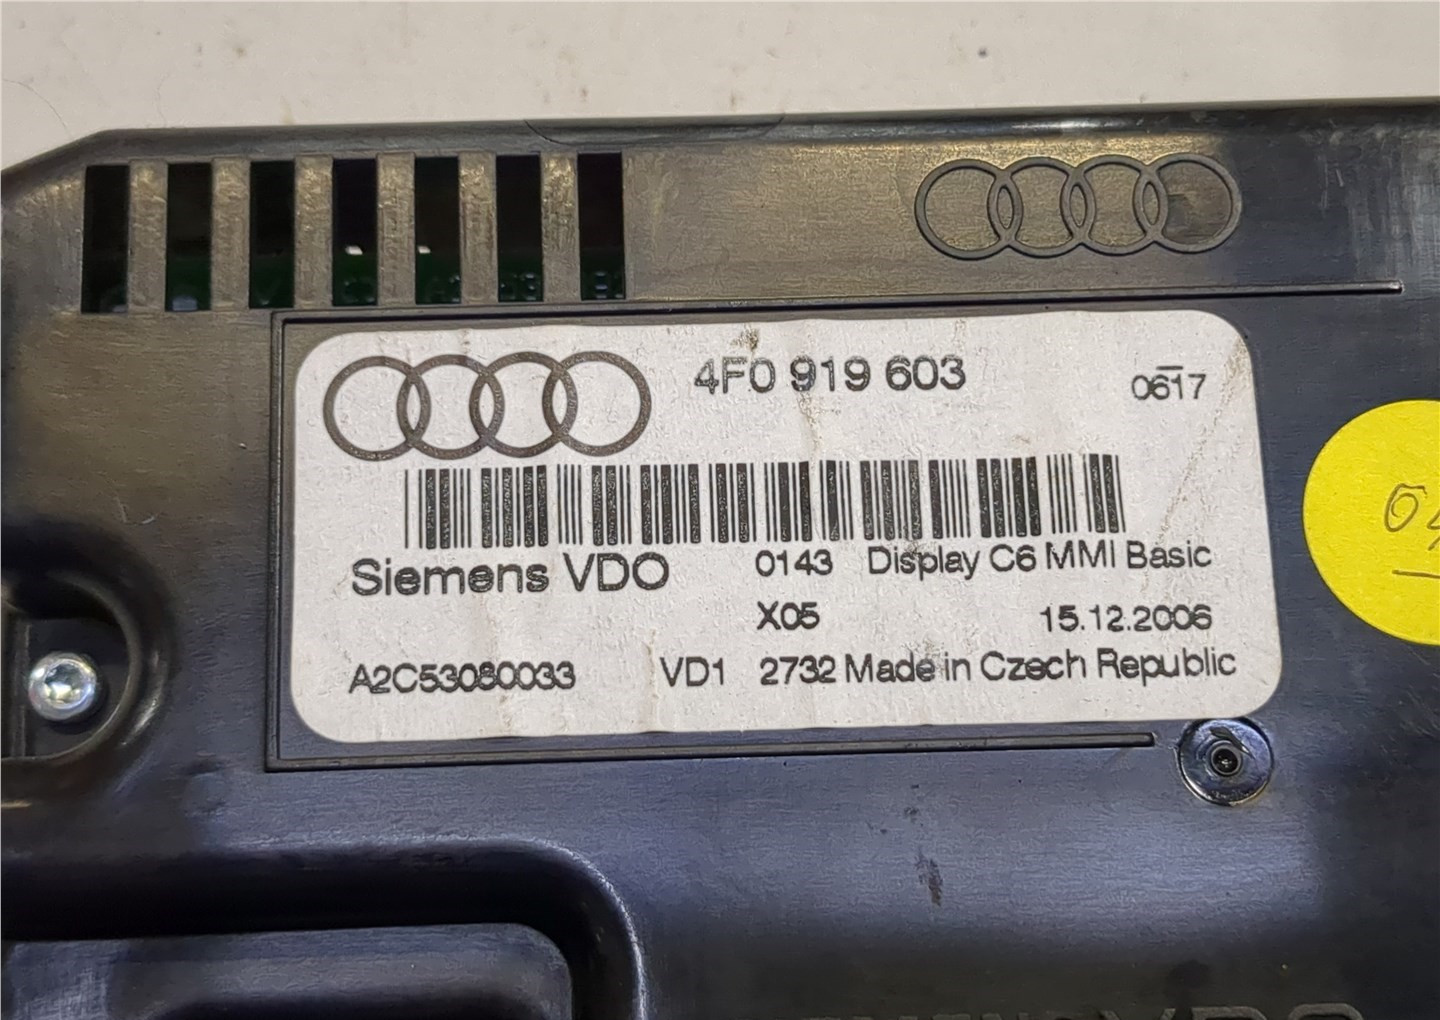 4F0 919 603
0617
Siemens VDO
0143 Display C6 MMI Basic
X05 15.12.2006
A2C53080033 VD1 2732 Made in Czech Republic